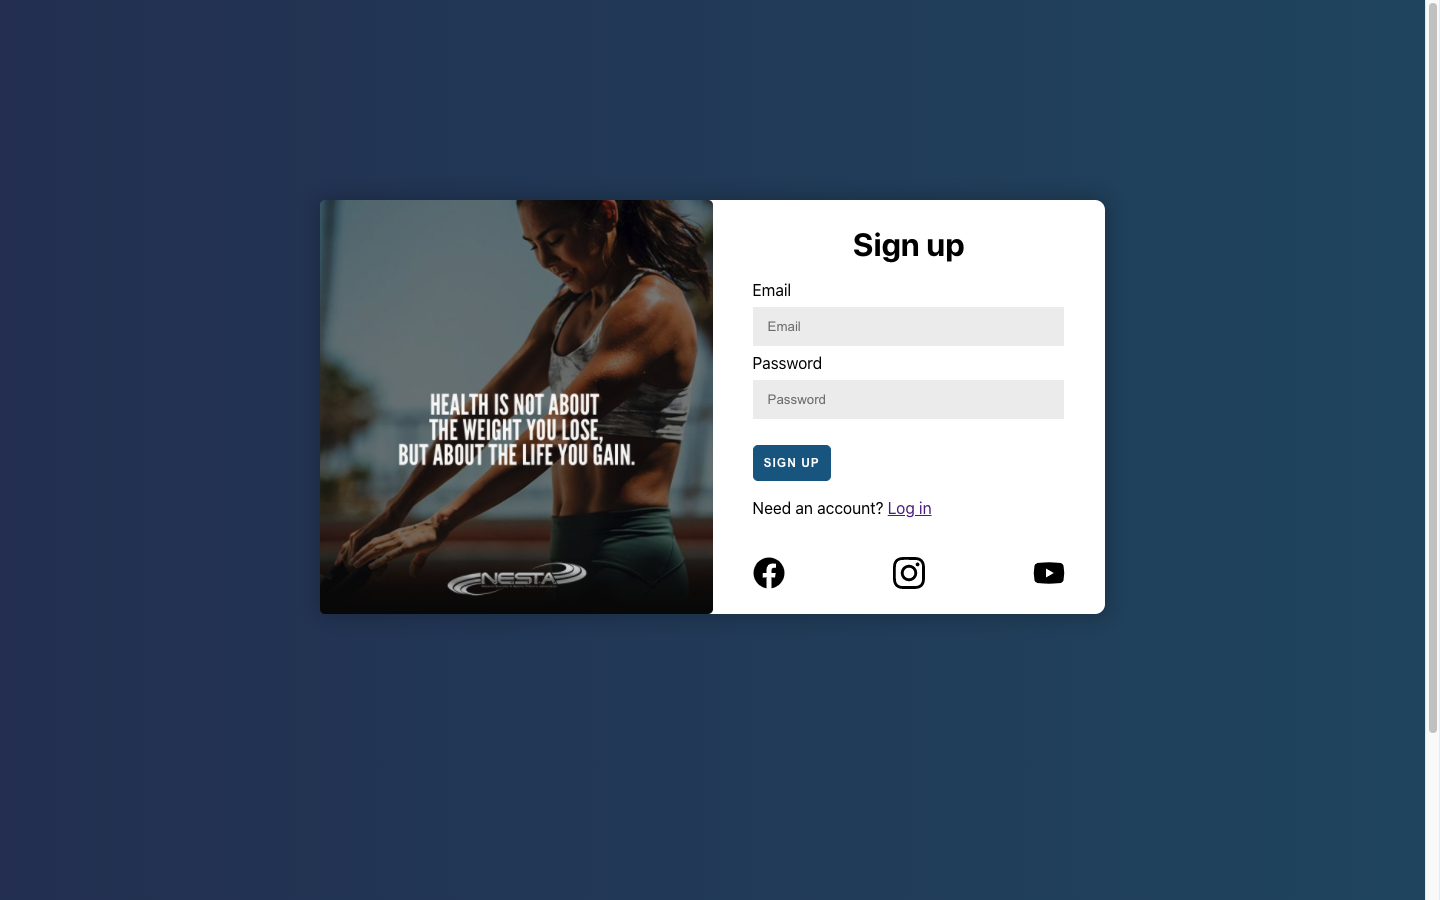 HEALTH IS NOT ABOUT
THE WEIGHT YOU LOSE,
BUT ABOUT THE LIFE YOU GAIN.
NESTA
Sign up
Email
Email
Password
Password
SIGN UP
Need an account? Log in